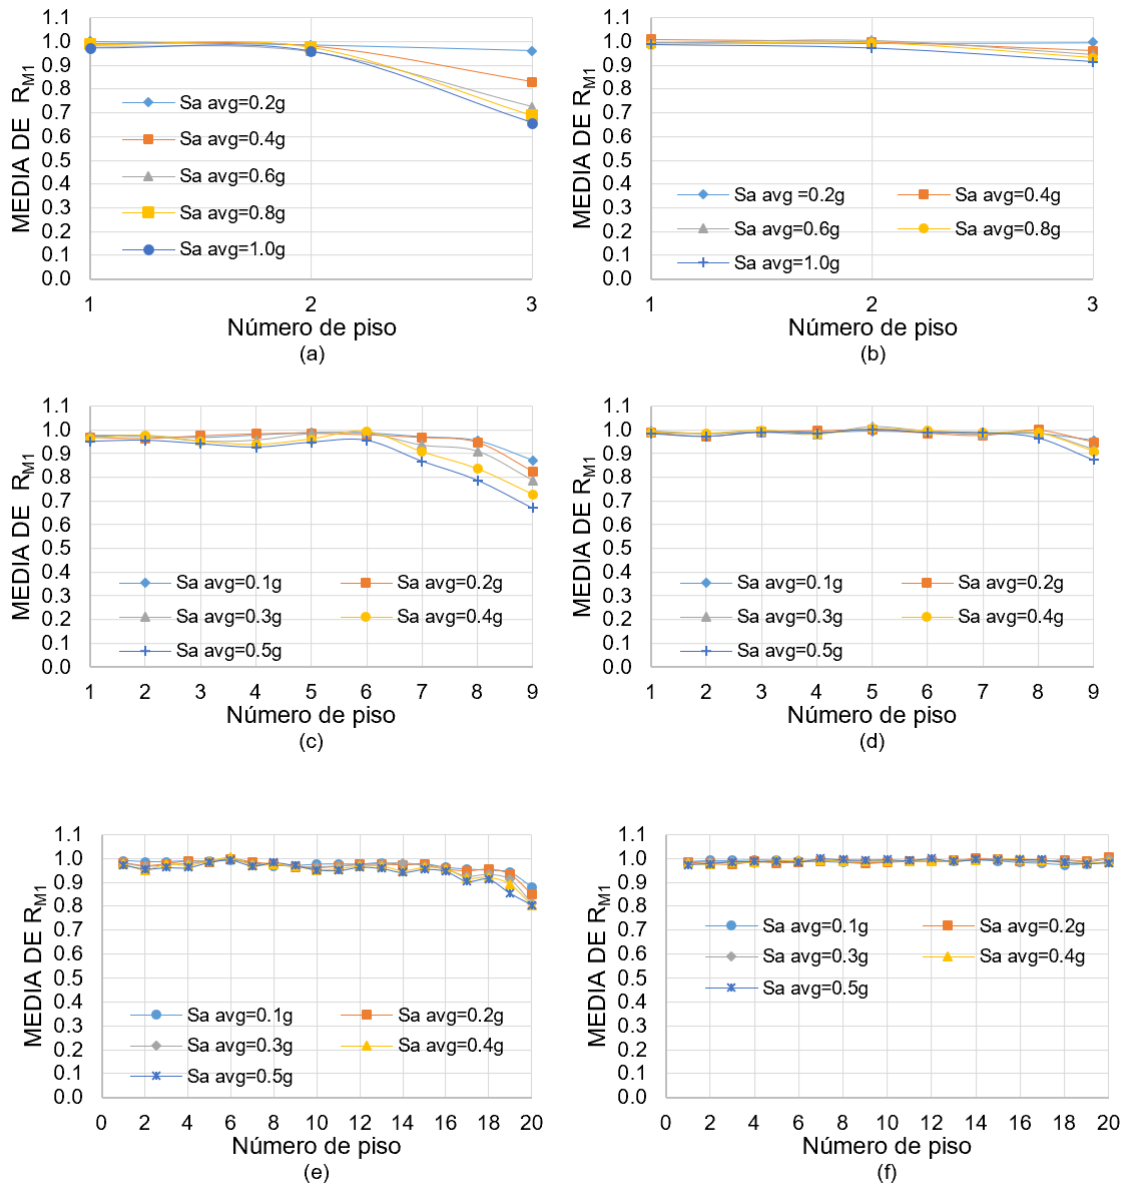 MEDIA DE R_M1
1.1
1.0
0.9
0.8
0.7
0.6
0.5
0.4
0.3
0.2
0.1
0.0
Sa avg=0.2g
Sa avg=0.4g
Sa avg=0.6g
Sa avg=0.8g
Sa avg=1.0g
1 2 3
Número de piso
(a)
MEDIA DE R_M1
1.1
1.0
0.9
0.8
0.7
0.6
0.5
0.4
0.3
0.2
0.1
0.0
Sa avg =0.2g Sa avg=0.4g
Sa avg=0.6g Sa avg=0.8g
Sa avg=1.0g
1 2 3
Número de piso
(b)
MEDIA DE R_M1
1.1
1.0
0.9
0.8
0.7
0.6
0.5
0.4
0.3
0.2
0.1
0.0
Sa avg=0.1g Sa avg=0.2g
Sa avg=0.3g Sa avg=0.4g
Sa avg=0.5g
1 2 3 4 5 6 7 8 9
Número de piso
(c)
MEDIA DE R_M1
1.1
1.0
0.9
0.8
0.7
0.6
0.5
0.4
0.3
0.2
0.1
0.0
Sa avg=0.1g Sa avg=0.2g
Sa avg=0.3g Sa avg=0.4g
Sa avg=0.5g
1 2 3 4 5 6 7 8 9
Número de piso
(d)
MEDIA DE R_M1
1.1
1.0
0.9
0.8
0.7
0.6
0.5
0.4
0.3
0.2
0.1
0.0
Sa avg=0.1g Sa avg=0.2g
Sa avg=0.3g Sa avg=0.4g
Sa avg=0.5g
0 2 4 6 8 10 12 14 16 18 20
Número de piso
(e)
MEDIA DE R_M1
1.1
1.0
0.9
0.8
0.7
0.6
0.5
0.4
0.3
0.2
0.1
0.0
Sa avg=0.1g Sa avg=0.2g
Sa avg=0.3g Sa avg=0.4g
Sa avg=0.5g
0 2 4 6 8 10 12 14 16 18 20
Número de piso
(f)